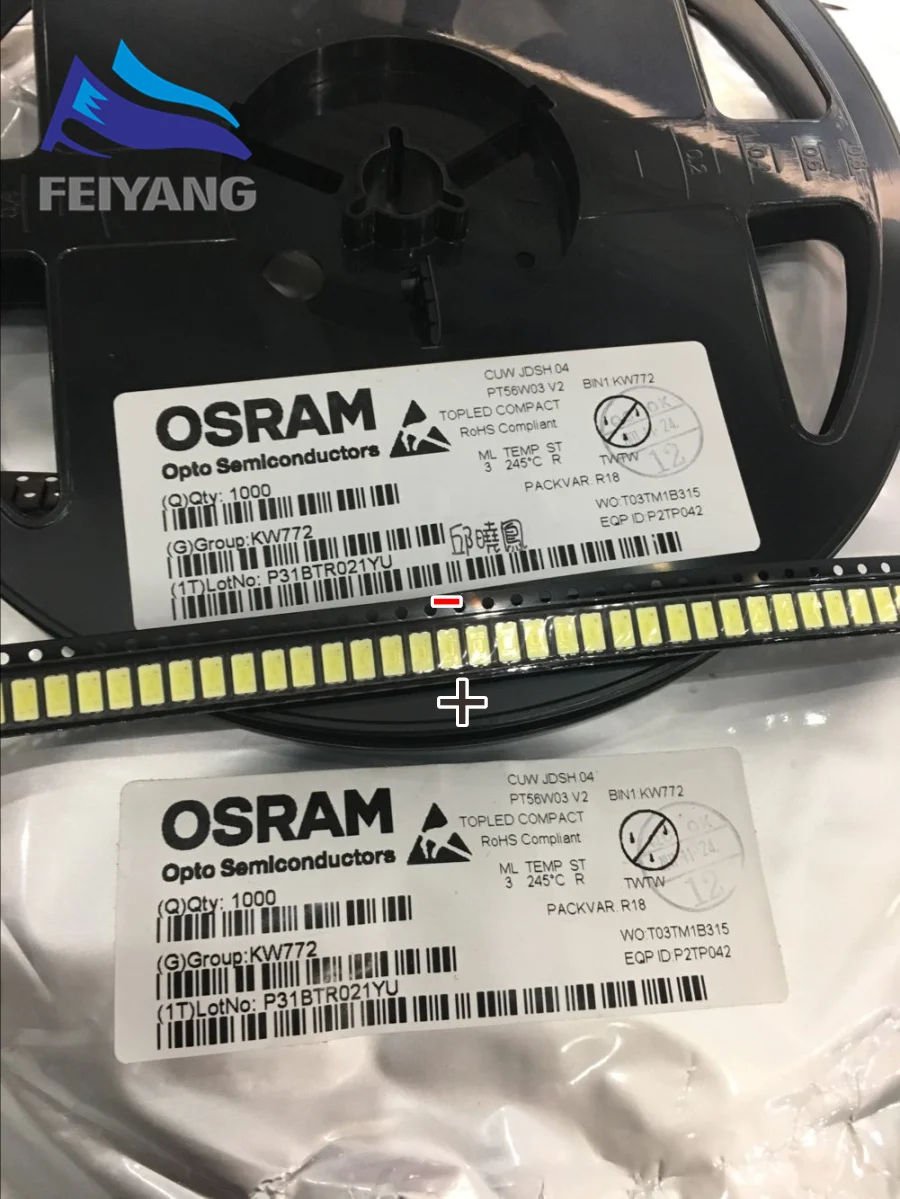 FEIYANG
CUW JDSH.04
PT56W03 V2 BIN1:KW772
OSRAM
TOPLED COMPACT
RoHS Compliant
Opto Semiconductors
ML TEMP ST
3 245°C R
TWTW
PACKVAR. R18
(Q)Qty: 1000
WO:T03TM1B315
EQP ID:P2TP042
(G)Group:KW772
邱曉鳳
(1T)LotNo: P31BTR021YU
-
+
CUW JDSH.04
PT56W03 V2 BIN1:KW772
OSRAM
TOPLED COMPACT
RoHS Compliant
Opto Semiconductors
ML TEMP ST
3 245°C R
TWTW
12
PACKVAR. R18
(Q)Qty: 1000
WO:T03TM1B315
EQP ID:P2TP042
(G)Group:KW772
(1T)LotNo: P31BTR021YU